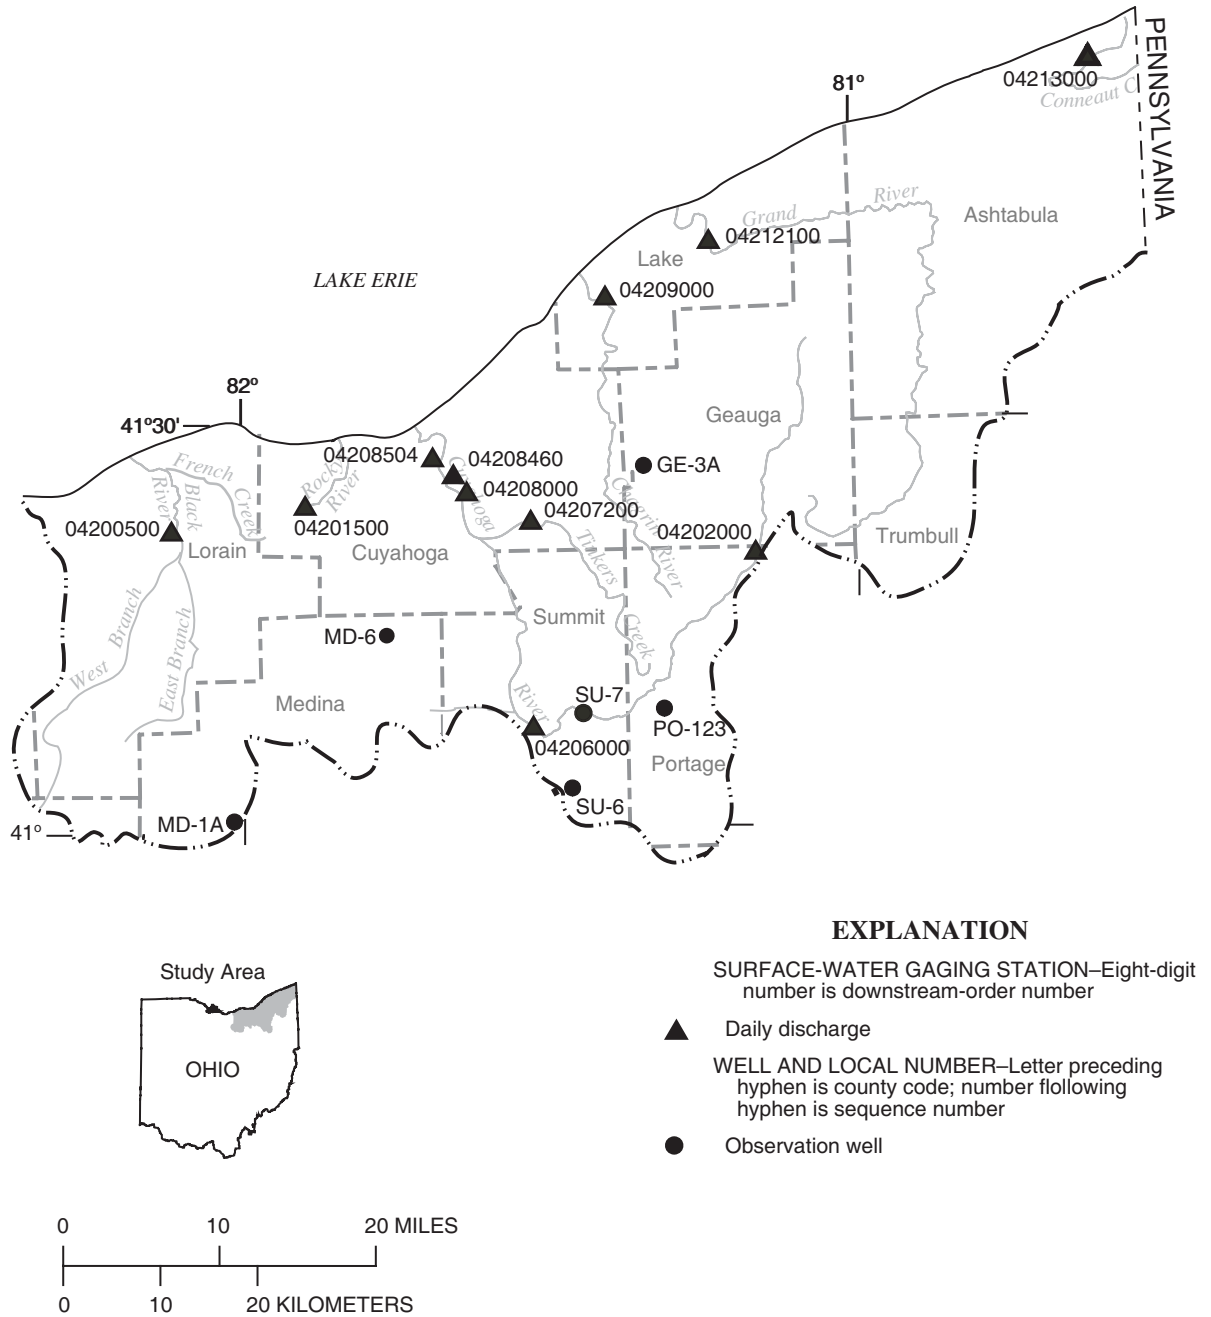 PENNSYLVANIA
81º
04213000
Conneaut C
River
Grand
Ashtabula
04212100
Lake
LAKE ERIE
04209000
82º
41º30'
Geauga
04208504
04208460
French
Rocky
River
GE-3A
River
Black
Creek
04208000
Cuyahoga
Chagrin
River
04207200
04200500
04201500
04202000
Trumbull
Lorain
Cuyahoga
Tinkers
Creek
Summit
West Branch
East Branch
MD-6
Medina
River
SU-7
PO-123
04206000
Portage
SU-6
MD-1A
41º
EXPLANATION
SURFACE-WATER GAGING STATION–Eight-digit
number is downstream-order number
Daily discharge
WELL AND LOCAL NUMBER–Letter preceding
hyphen is county code; number flollowing
hyphen is sequence number
Observation well
Study Area
OHIO
0 10 20 MILES
0 10 20 KILOMETERS